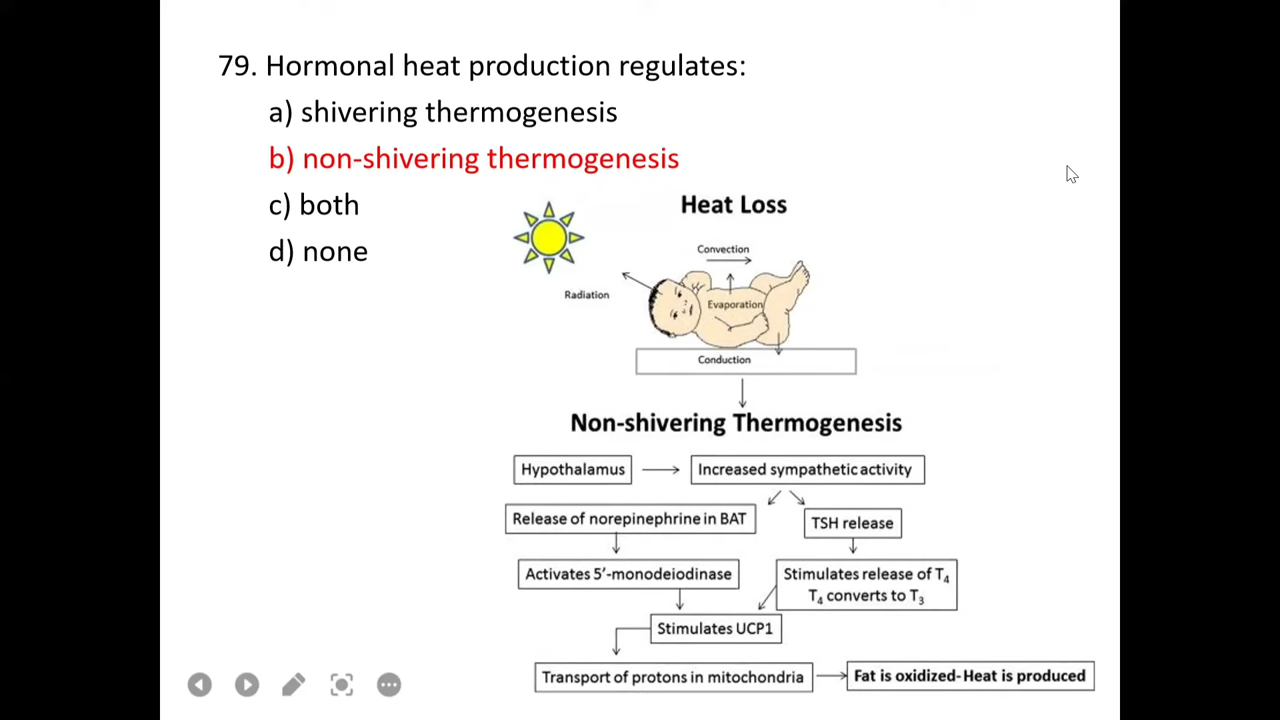 79. Hormonal heat production regulates:
a) shivering thermogenesis
b) non-shivering thermogenesis
c) both
d) none
Heat Loss
Convection
Radiation
Evaporation
Conduction
Non-shivering Thermogenesis
Hypothalamus
Increased sympathetic activity
Release of norepinephrine in BAT
TSH release
Activates 5’-monodeiodinase
Stimulates release of T₄
T₄ converts to T₃
Stimulates UCP1
Transport of protons in mitochondria
Fat is oxidized- Heat is produced